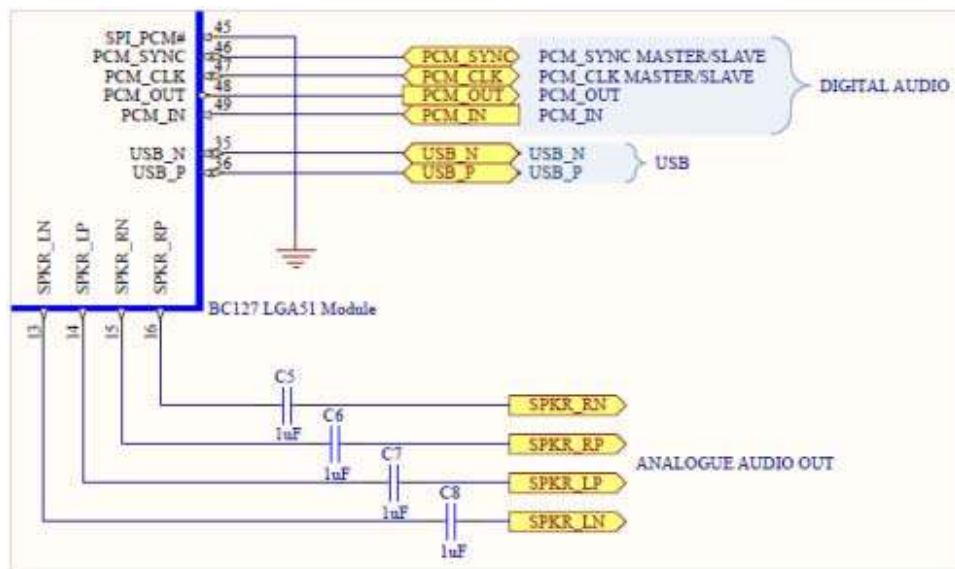 45
SPI_PCM#
46
PCM_SYNC PCM_SYNC PCM_SYNC MASTER/SLAVE
47
PCM_CLK PCM_CLK PCM_CLK MASTER/SLAVE
48
PCM_OUT PCM_OUT PCM_OUT
49
PCM_IN PCM_IN PCM_IN
DIGITAL AUDIO
35
USB_N USB_N USB_N
36
USB_P USB_P USB_P
USB
SPKR_LN
SPKR_LP
SPKR_RN
SPKR_RP
BC127 LGA51 Module
13
14
15
16
C5
1uF
SPKR_RN
C6
1uF
SPKR_RP
ANALOGUE AUDIO OUT
C7
1uF
SPKR_LP
C8
1uF
SPKR_LN